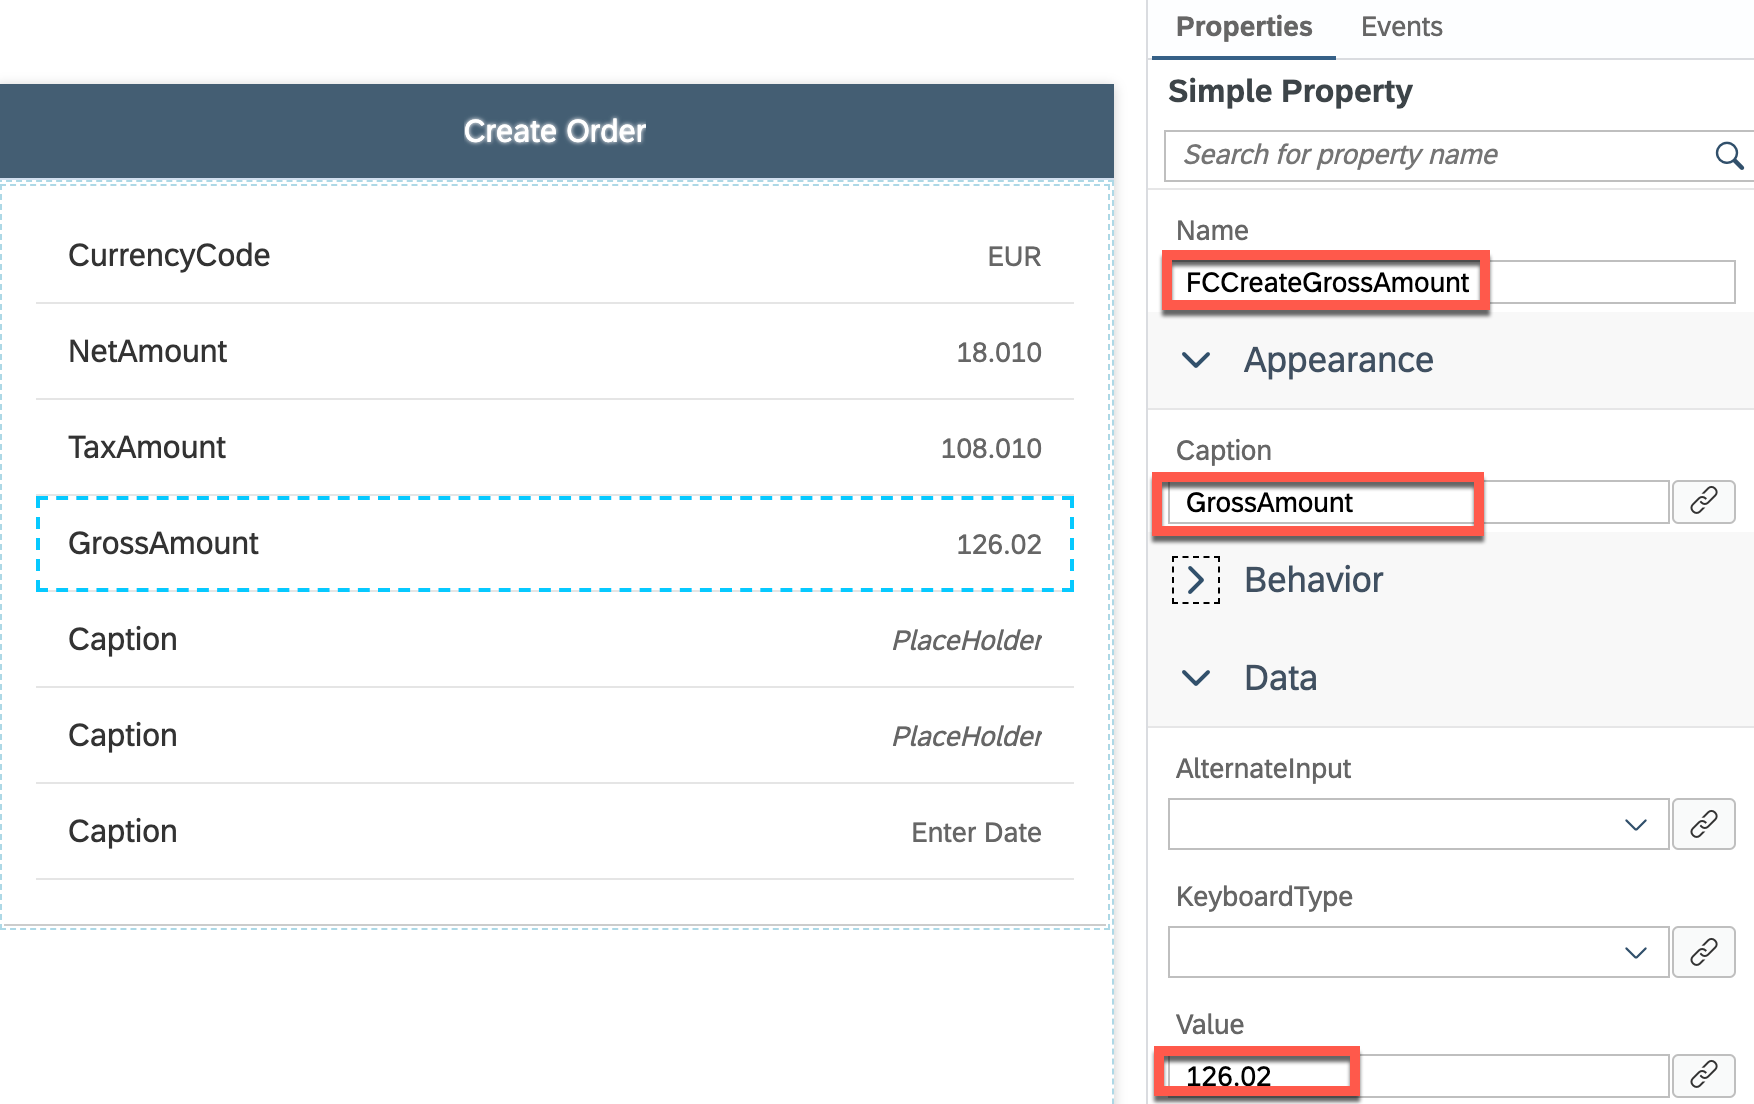 Create Order
CurrencyCode EUR
NetAmount 18.010
TaxAmount 108.010
GrossAmount 126.02
Caption PlaceHolder
Caption PlaceHolder
Caption Enter Date
Properties Events
Simple Property
Search for property name
Name
FCCreateGrossAmount
Appearance
Caption
GrossAmount
Behavior
Data
AlternateInput
KeyboardType
Value
126.02